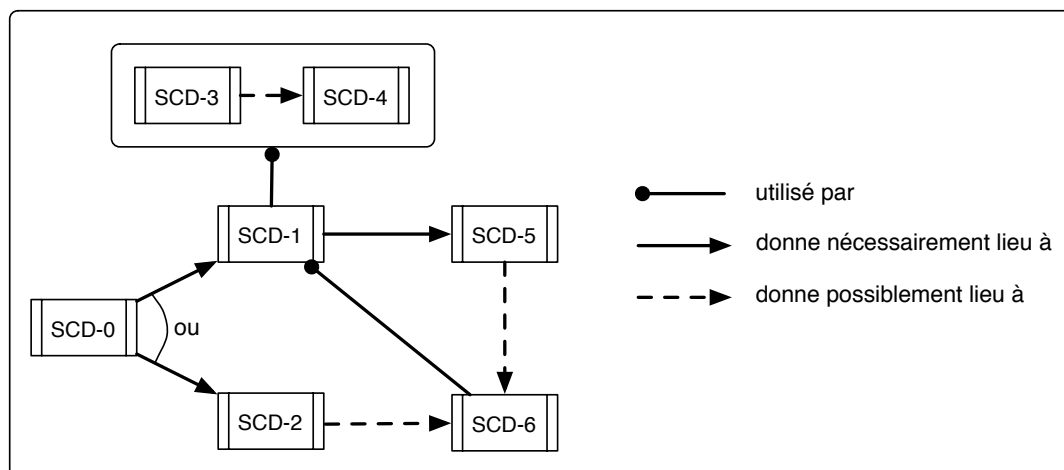 SCD-3
SCD-4
SCD-1
SCD-5
SCD-0
ou
SCD-2
SCD-6
utilisé par
donne nécessairement lieu à
donne possiblement lieu à